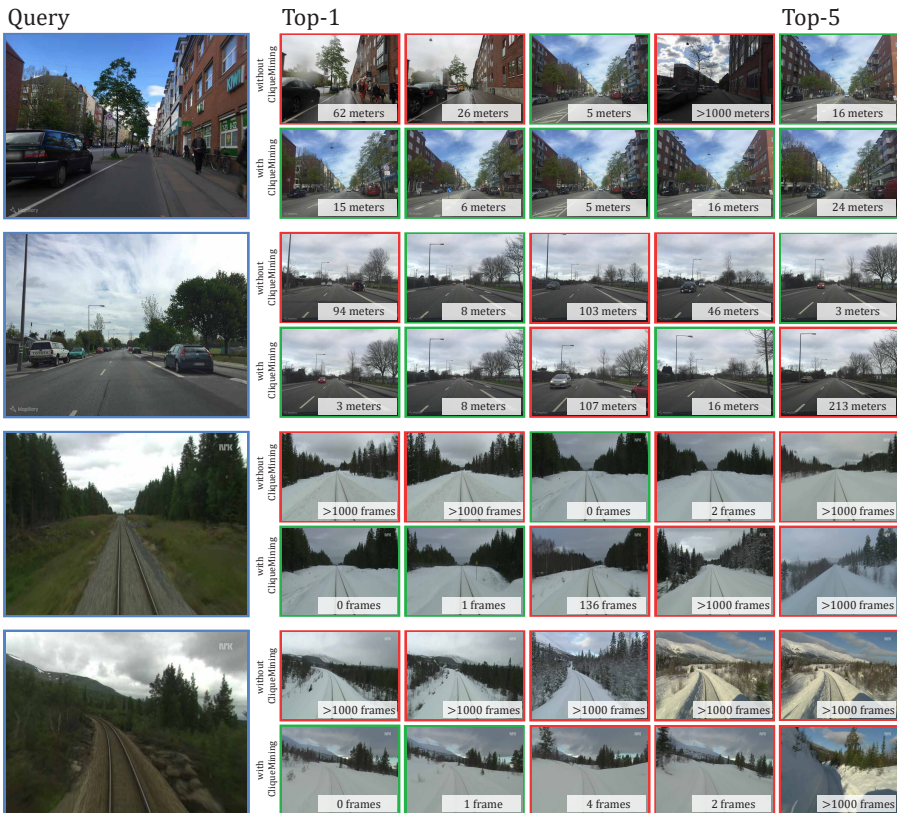 Query
Top-1
Top-5
without
CliqueMining
62 meters
26 meters
5 meters
>1000 meters
16 meters
with
CliqueMining
15 meters
6 meters
5 meters
16 meters
24 meters
Mapillary
without
CliqueMining
94 meters
8 meters
103 meters
46 meters
3 meters
with
CliqueMining
3 meters
8 meters
107 meters
16 meters
213 meters
Mapillary
NRK
without
CliqueMining
>1000 frames
>1000 frames
0 frames
2 frames
>1000 frames
with
CliqueMining
0 frames
1 frames
136 frames
>1000 frames
>1000 frames
NRK
without
CliqueMining
>1000 frames
>1000 frames
>1000 frames
>1000 frames
>1000 frames
with
CliqueMining
0 frames
1 frame
4 frames
2 frames
>1000 frames